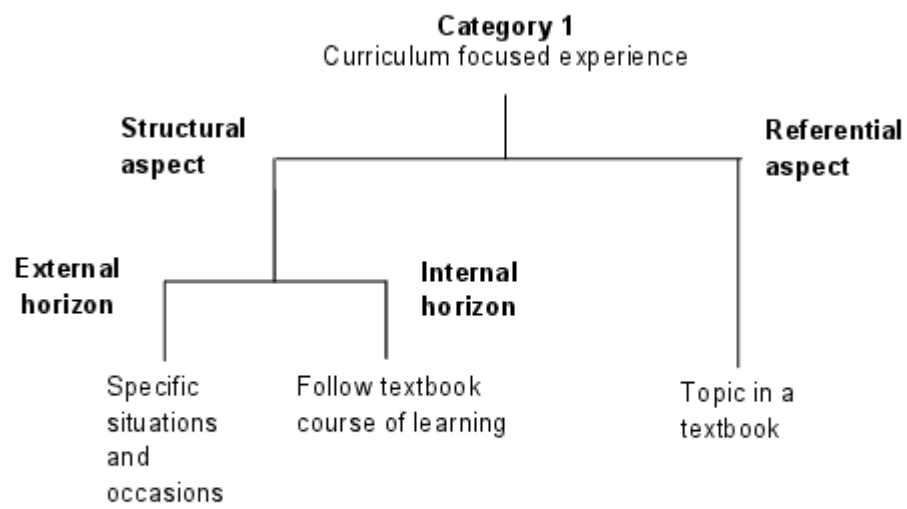 Category 1
Curriculum focused experience
Structural
aspect
Referential
aspect
External
horizon
Internal
horizon
Specific
situations
and
occasions
Follow textbook
course of learning
Topic in a
textbook